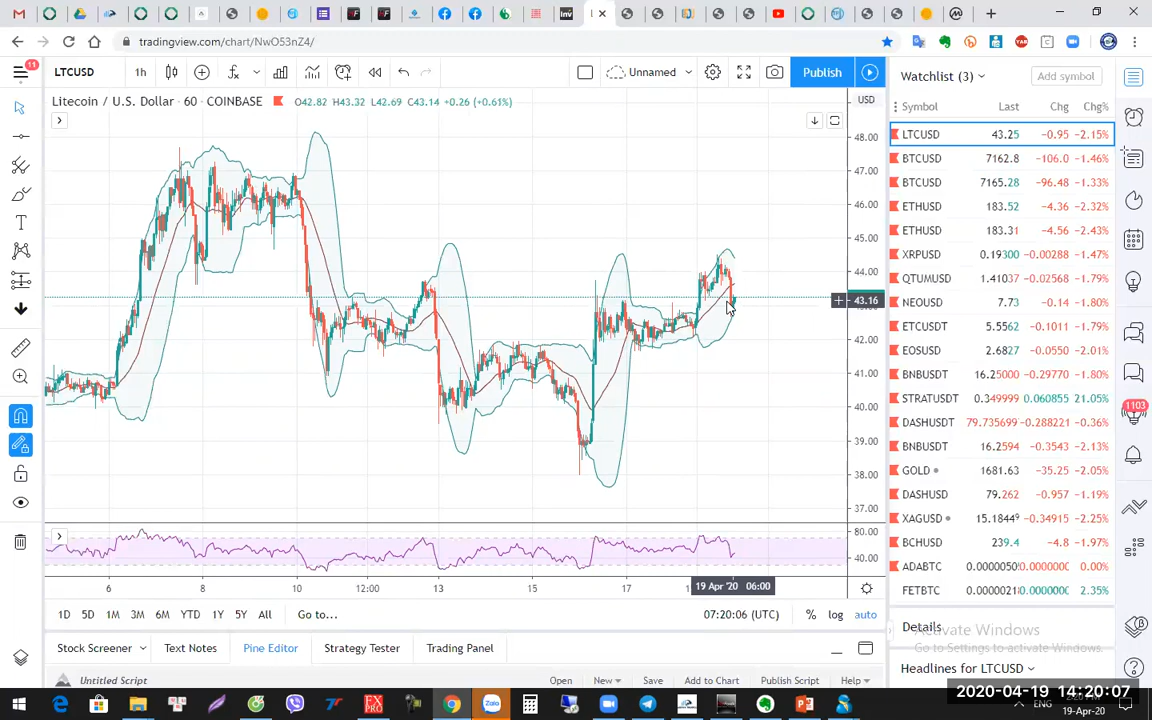 tradingview.com/chart/NwO53nZ4/
11 LTCUSD 1h Unnamed Publish
Litecoin / U.S. Dollar · 60 · COINBASE O42.82 H43.32 L42.69 C43.14 +0.26 (+0.61%)
USD
48.00
47.00
46.00
45.00
44.00
43.16
42.00
41.00
40.00
39.00
38.00
37.00
80.00
40.00
6 8 10 12:00 13 15 17 19 Apr '20 06:00
1D 5D 1M 3M 6M YTD 1Y 5Y All Go to... 07:20:06 (UTC) % log auto
Stock Screener Text Notes Pine Editor Strategy Tester Trading Panel
Untitled Script Open New Save Add to Chart Publish Script Help
Watchlist (3) Add symbol
Symbol Last Chg Chg%
LTCUSD 43.25 −0.95 −2.15%
BTCUSD 7162.8 −106.0 −1.46%
BTCUSD 7165.28 −96.48 −1.33%
ETHUSD 183.52 −4.36 −2.32%
ETHUSD 183.31 −4.56 −2.43%
XRPUSD 0.19300 −0.00288 −1.47%
QTUMUSD 1.41037 −0.02568 −1.79%
NEOUSD 7.73 −0.14 −1.80%
ETCUSDT 5.5562 −0.1011 −1.79%
EOSUSD 2.6827 −0.0550 −2.01%
BNBUSDT 16.25000 −0.29770 −1.80%
STRATUSDT 0.349999 0.060855 21.05%
DASHUSDT 79.735699 −0.288221 −0.36%
BNBUSDT 16.2594 −0.3543 −2.13%
GOLD 1681.63 −35.25 −2.05%
DASHUSD 79.262 −0.957 −1.19%
XAGUSD 15.18449 −0.34915 −2.25%
BCHUSD 239.4 −4.8 −1.97%
ADABTC 0.00%
FETBTC 2.35%
Details
Activate Windows
Go to Settings to activate Windows.
Headlines for LTCUSD
1103
2020-04-19 14:20:07
ENG 19-Apr-20